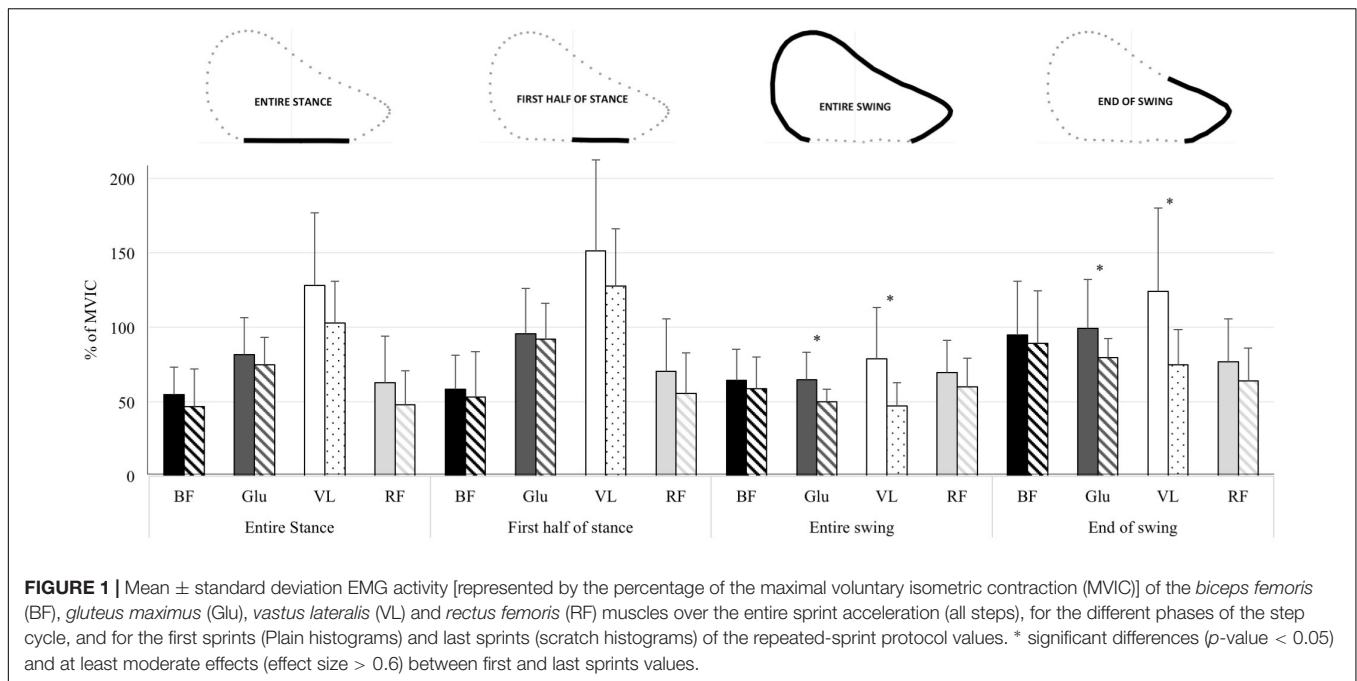 ENTIRE STANCE
FIRST HALF OF STANCE
ENTIRE SWING
END OF SWING
200
150
100
50
0
% of MVIC
*
*
*
*
BF Glu VL RF BF Glu VL RF BF Glu VL RF BF Glu VL RF
Entire Stance First half of stance Entire swing End of swing
FIGURE 1 | Mean ± standard deviation EMG activity [represented by the percentage of the maximal voluntary isometric contraction (MVIC)] of the biceps femoris
(BF), gluteus maximus (Glu), vastus lateralis (VL) and rectus femoris (RF) muscles over the entire sprint acceleration (all steps), for the different phases of the step
cycle, and for the first sprints (Plain histograms) and last sprints (scratch histograms) of the repeated-sprint protocol values. * significant differences (p-value < 0.05)
and at least moderate effects (effect size > 0.6) between first and last sprints values.